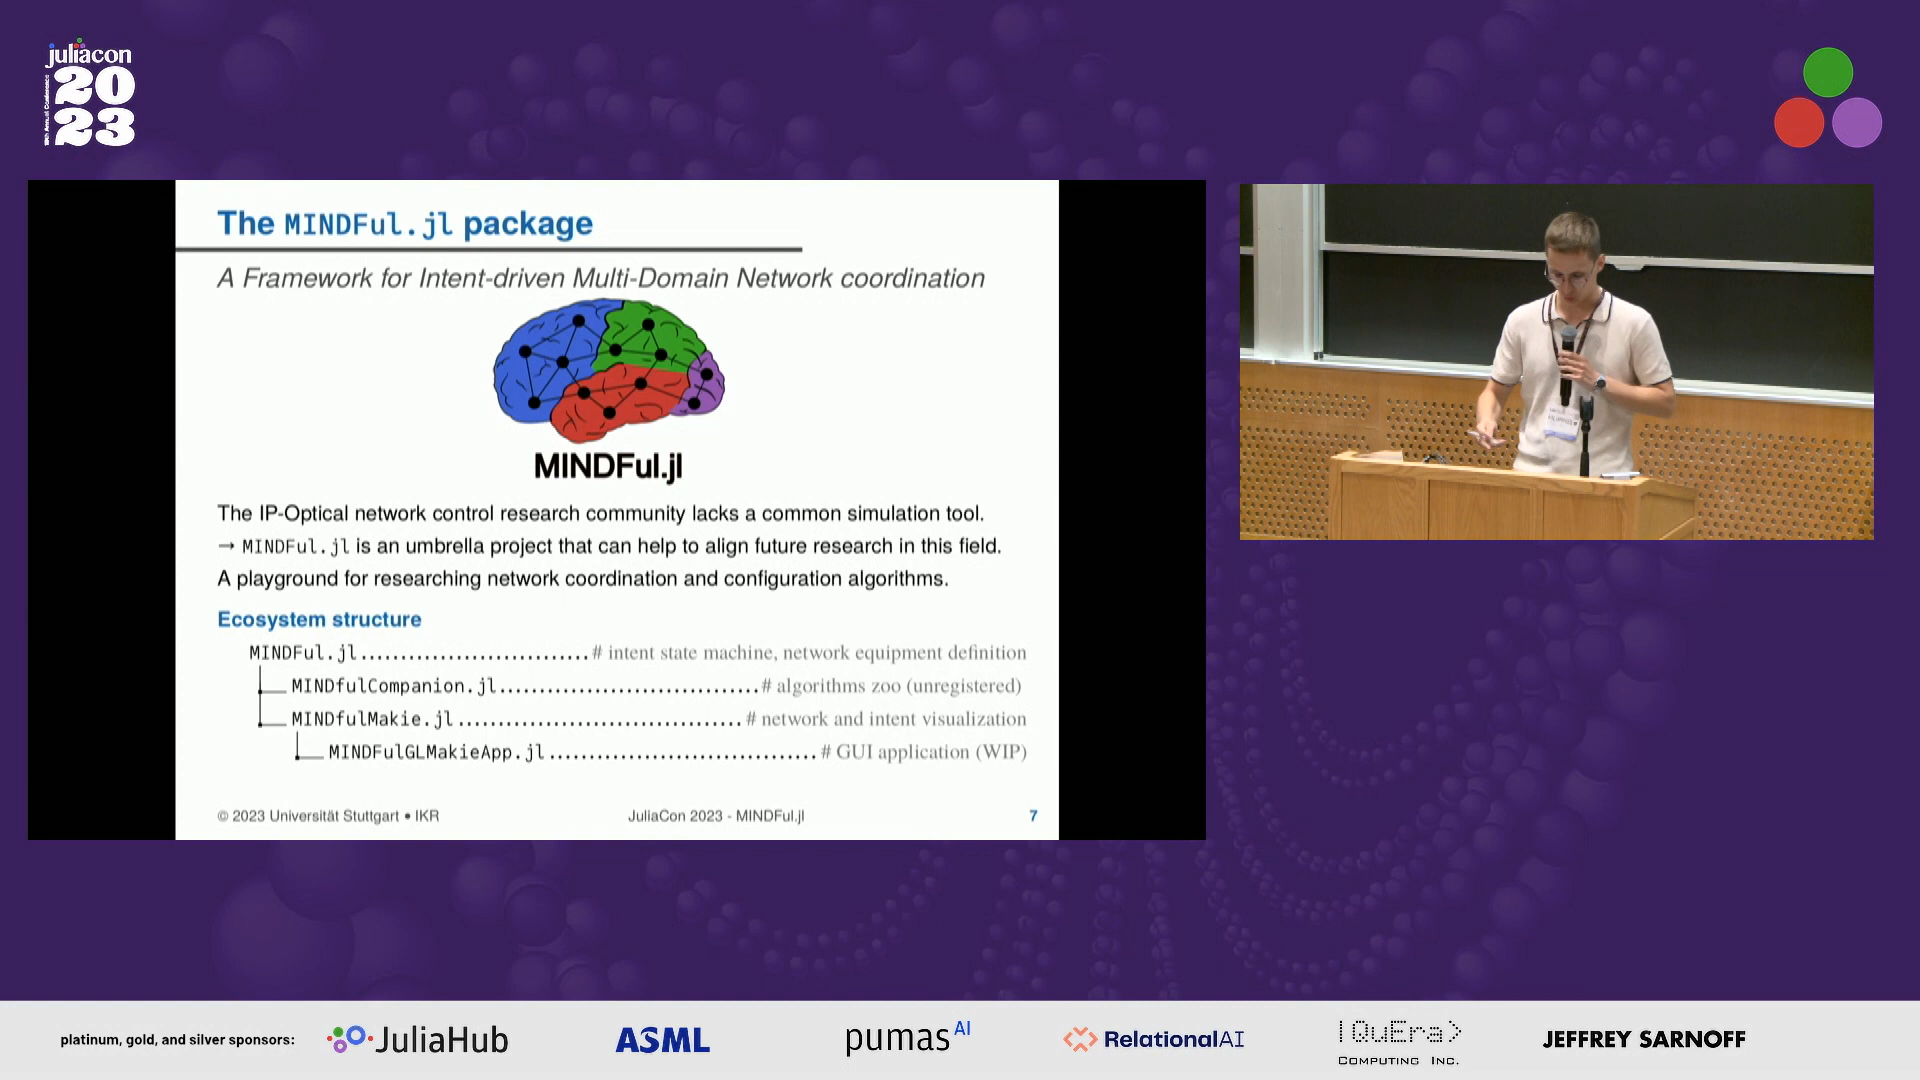 juliacon
20
23
The MINDFul.jl package
A Framework for Intent-driven Multi-Domain Network coordination
MINDFul.jl
The IP-Optical network control research community lacks a common simulation tool.
→ MINDFul.jl is an umbrella project that can help to align future research in this field.
A playground for researching network coordination and configuration algorithms.
Ecosystem structure
MINDFul.jl............................# intent state machine, network equipment definition
MINDfulCompanion.jl................................# algorithms zoo (unregistered)
MINDfulMakie.jl...................................# network and intent visualization
MINDFulGLMakieApp.jl.................................# GUI application (WIP)
© 2023 Universität Stuttgart • IKR
JuliaCon 2023 - MINDFul.jl
7
platinum, gold, and silver sponsors:
JuliaHub
ASML
pumas AI
RelationalAI
|QuEra>
COMPUTING INC.
JEFFREY SARNOFF